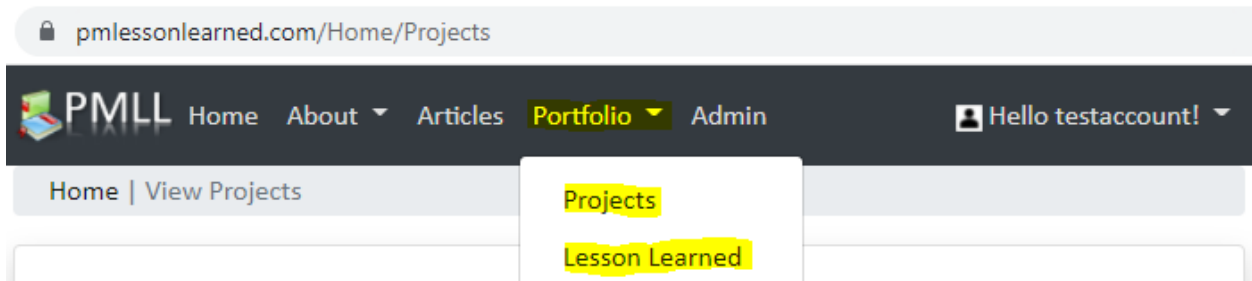 pmlessonlearned.com/Home/Projects
PMLL Home About Articles Portfolio Admin Hello testaccount!
Home | View Projects
Projects
Lesson Learned